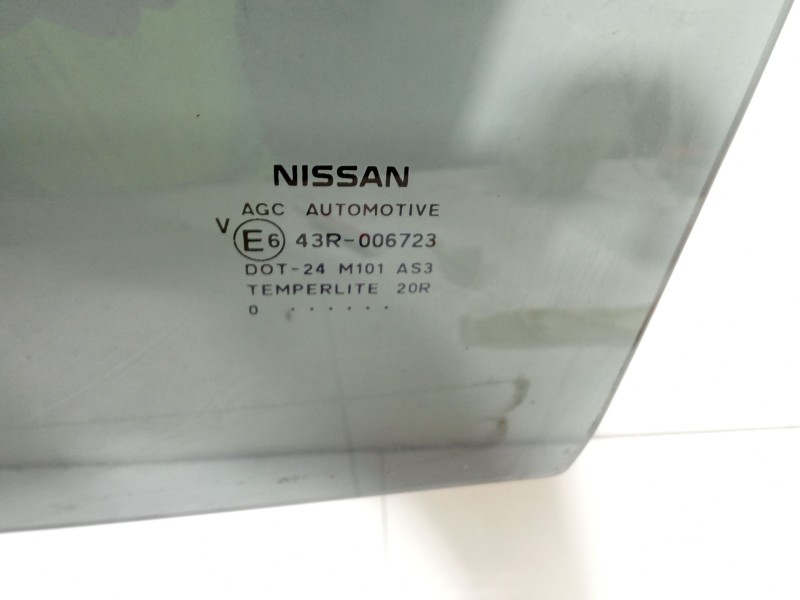 NISSAN
AGC AUTOMOTIVE
V E6 43R-006723
DOT-24 M101 AS3
TEMPERLITE 20R
0 ......